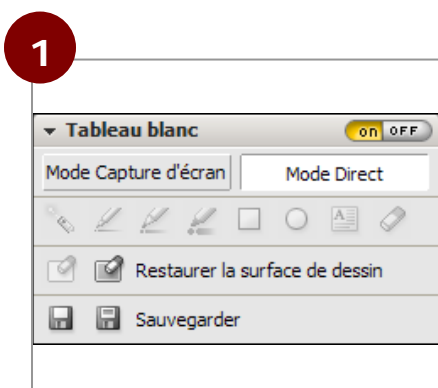 1
Tableau blanc on OFF
Mode Capture d'écran Mode Direct
A
Restaurer la surface de dessin
Sauvegarder